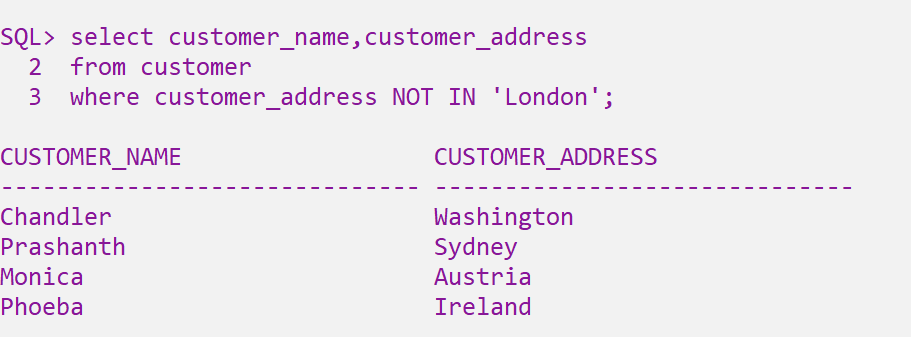 SQL> select customer_name,customer_address
  2  from customer
  3  where customer_address NOT IN 'London';
CUSTOMER_NAME                  CUSTOMER_ADDRESS
------------------------------ ------------------------------
Chandler                       Washington
Prashanth                      Sydney
Monica                         Austria
Phoeba                         Ireland